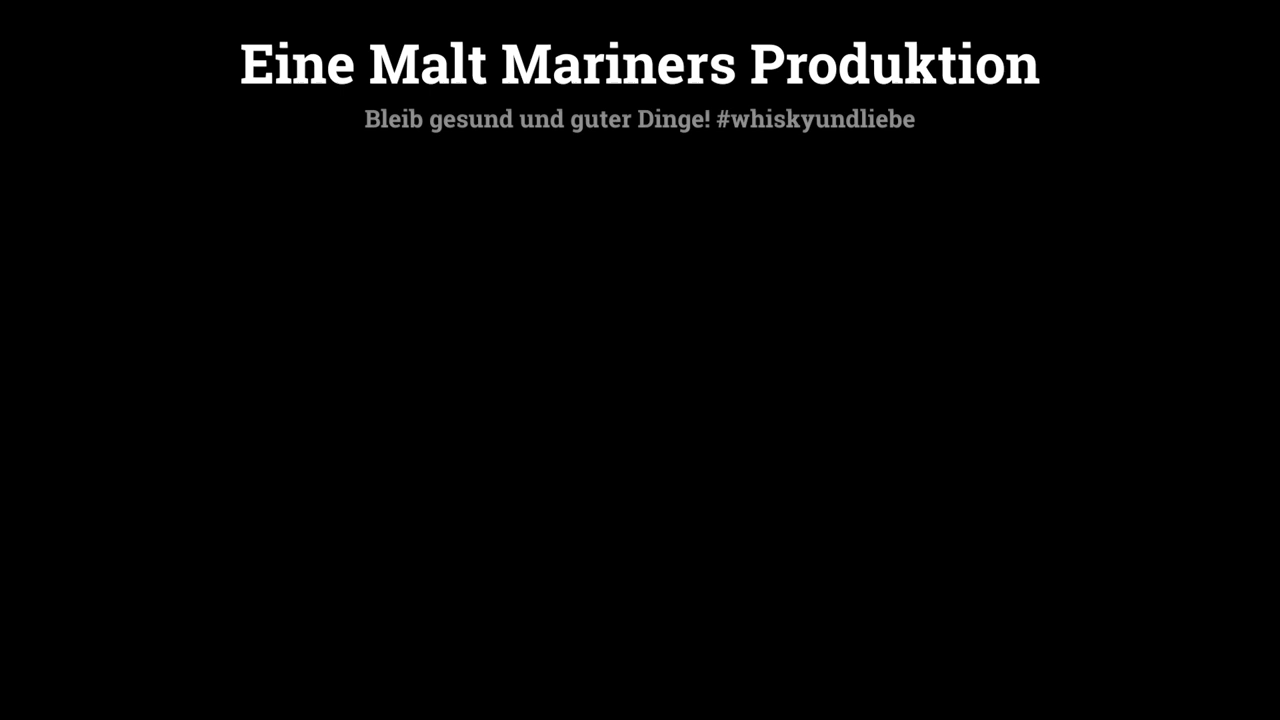 Eine Malt Mariners Produktion
Bleib gesund und guter Dinge! #whiskyundliebe